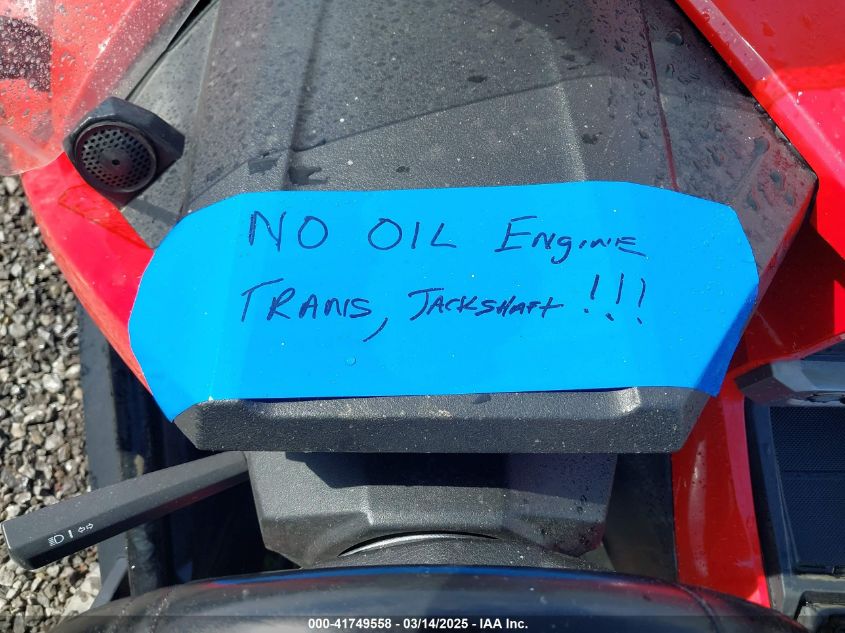 NO OIL Engine
TRANS, JACKSHAFT !!!
000-41749558 - 03/14/2025 - IAA Inc.